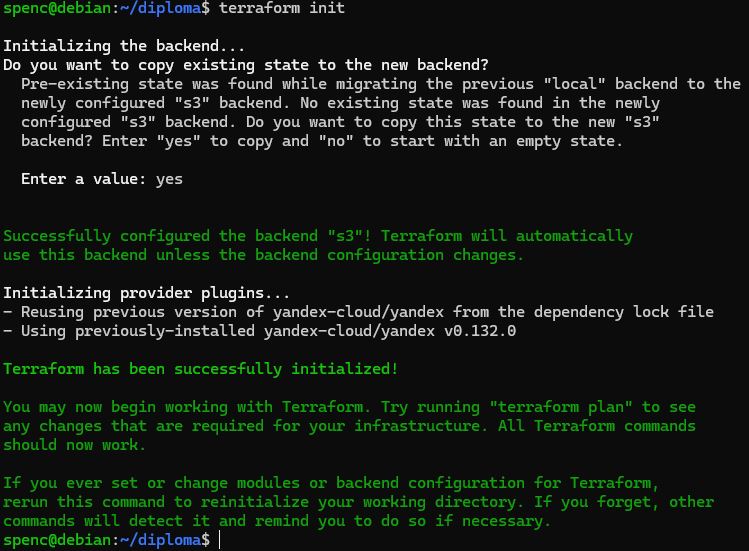 spenc@debian:~/diploma$ terraform init
Initializing the backend...
Do you want to copy existing state to the new backend?
Pre-existing state was found while migrating the previous "local" backend to the
newly configured "s3" backend. No existing state was found in the newly
configured "s3" backend. Do you want to copy this state to the new "s3"
backend? Enter "yes" to copy and "no" to start with an empty state.
Enter a value: yes
Successfully configured the backend "s3"! Terraform will automatically
use this backend unless the backend configuration changes.
Initializing provider plugins...
- Reusing previous version of yandex-cloud/yandex from the dependency lock file
- Using previously-installed yandex-cloud/yandex v0.132.0
Terraform has been successfully initialized!
You may now begin working with Terraform. Try running "terraform plan" to see
any changes that are required for your infrastructure. All Terraform commands
should now work.
If you ever set or change modules or backend configuration for Terraform,
rerun this command to reinitialize your working directory. If you forget, other
commands will detect it and remind you to do so if necessary.
spenc@debian:~/diploma$